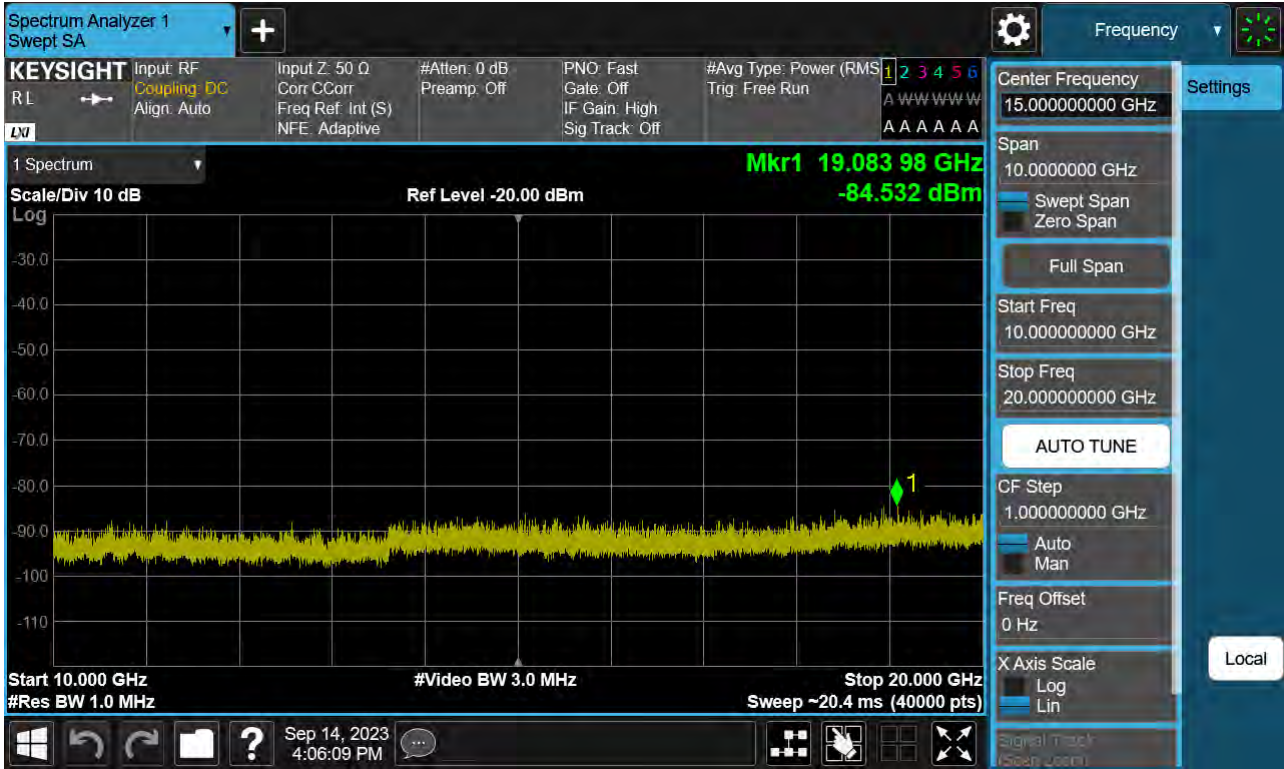 Spectrum Analyzer 1
Swept SA
+
Frequency
KEYSIGHT
R L
LXI
Input: RF
Coupling: DC
Align: Auto
Input Z: 50 Ω
Corr CCorr
Freq Ref: Int (S)
NFE: Adaptive
#Atten: 0 dB
Preamp: Off
PNO: Fast
Gate: Off
IF Gain: High
Sig Track: Off
#Avg Type: Power (RMS
Trig: Free Run
1 2 3 4 5 6
A W W W W W
A A A A A A
1 Spectrum
Scale/Div 10 dB
Log
Ref Level -20.00 dBm
Mkr1 19.083 98 GHz
-84.532 dBm
-30.0
-40.0
-50.0
-60.0
-70.0
-80.0
-90.0
-100
-110
1
Start 10.000 GHz
#Video BW 3.0 MHz
Stop 20.000 GHz
#Res BW 1.0 MHz
Sweep ~20.4 ms (40000 pts)
Center Frequency
15.000000000 GHz
Settings
Span
10.0000000 GHz
Swept Span
Zero Span
Full Span
Start Freq
10.000000000 GHz
Stop Freq
20.000000000 GHz
AUTO TUNE
CF Step
1.000000000 GHz
Auto
Man
Freq Offset
0 Hz
X Axis Scale
Log
Lin
Local
Signal Track
(Span Zoom)
?
Sep 14, 2023
4:06:09 PM